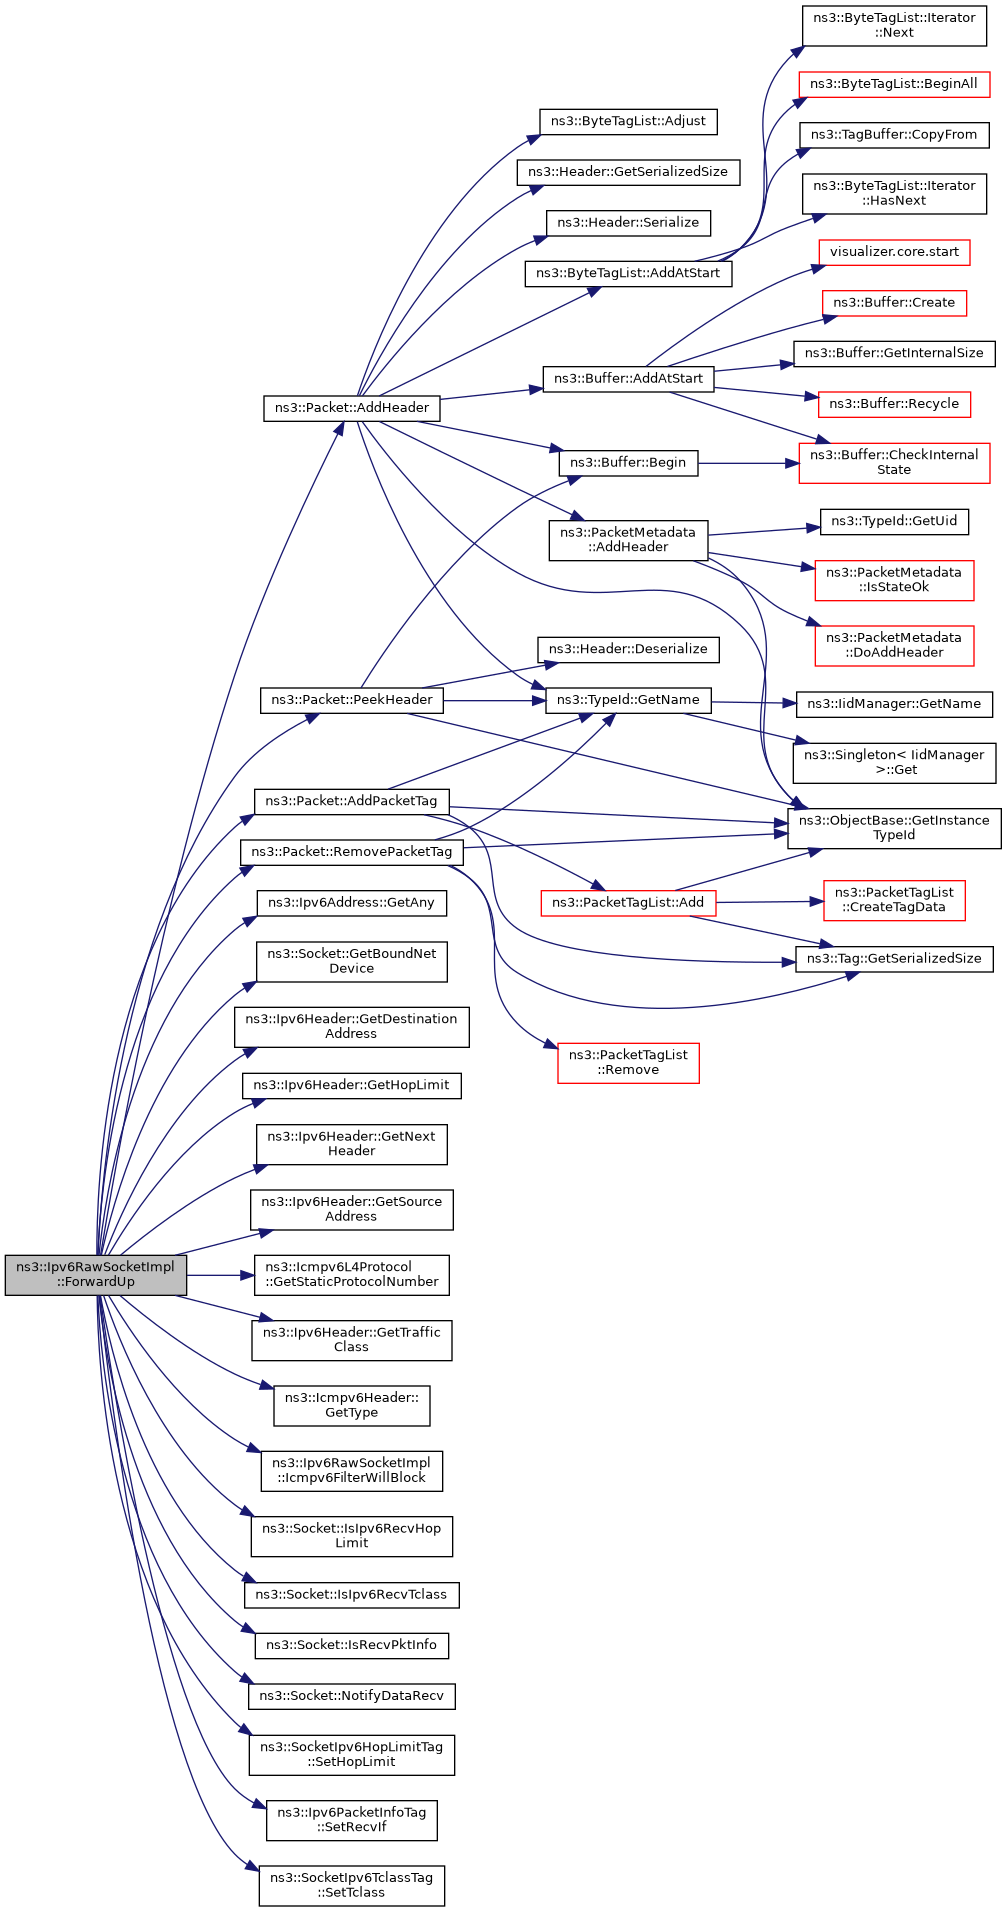 ns3::Ipv6RawSocketImpl
::ForwardUp
ns3::Packet::AddHeader
ns3::Packet::PeekHeader
ns3::Packet::AddPacketTag
ns3::Packet::RemovePacketTag
ns3::Ipv6Address::GetAny
ns3::Socket::GetBoundNet
Device
ns3::Ipv6Header::GetDestination
Address
ns3::Ipv6Header::GetHopLimit
ns3::Ipv6Header::GetNext
Header
ns3::Ipv6Header::GetSource
Address
ns3::Icmpv6L4Protocol
::GetStaticProtocolNumber
ns3::Ipv6Header::GetTraffic
Class
ns3::Icmpv6Header::
GetType
ns3::Ipv6RawSocketImpl
::Icmpv6FilterWillBlock
ns3::Socket::IsIpv6RecvHop
Limit
ns3::Socket::IsIpv6RecvTclass
ns3::Socket::IsRecvPktInfo
ns3::Socket::NotifyDataRecv
ns3::SocketIpv6HopLimitTag
::SetHopLimit
ns3::Ipv6PacketInfoTag
::SetRecvIf
ns3::SocketIpv6TclassTag
::SetTclass
ns3::ByteTagList::Adjust
ns3::Header::GetSerializedSize
ns3::Header::Serialize
ns3::ByteTagList::AddAtStart
ns3::Buffer::AddAtStart
ns3::Buffer::Begin
ns3::PacketMetadata
::AddHeader
ns3::Header::Deserialize
ns3::TypeId::GetName
ns3::PacketTagList::Add
ns3::PacketTagList
::Remove
ns3::ByteTagList::Iterator
::Next
ns3::ByteTagList::BeginAll
ns3::TagBuffer::CopyFrom
ns3::ByteTagList::Iterator
::HasNext
visualizer.core.start
ns3::Buffer::Create
ns3::Buffer::GetInternalSize
ns3::Buffer::Recycle
ns3::Buffer::CheckInternal
State
ns3::TypeId::GetUid
ns3::PacketMetadata
::IsStateOk
ns3::PacketMetadata
::DoAddHeader
ns3::IidManager::GetName
ns3::Singleton< IidManager
>::Get
ns3::ObjectBase::GetInstance
TypeId
ns3::PacketTagList
::CreateTagData
ns3::Tag::GetSerializedSize